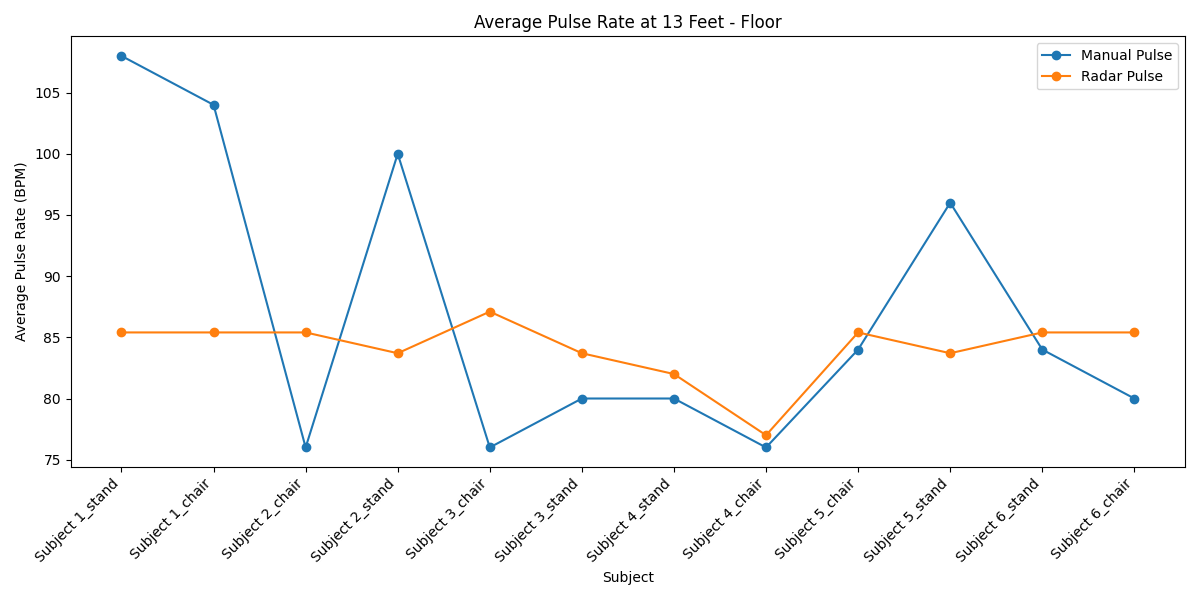 Average Pulse Rate at 13 Feet - Floor
Manual Pulse
Radar Pulse
Average Pulse Rate (BPM)
105
100
95
90
85
80
75
Subject 1_stand
Subject 1_chair
Subject 2_chair
Subject 2_stand
Subject 3_chair
Subject 3_stand
Subject 4_stand
Subject 4_chair
Subject 5_chair
Subject 5_stand
Subject 6_stand
Subject 6_chair
Subject